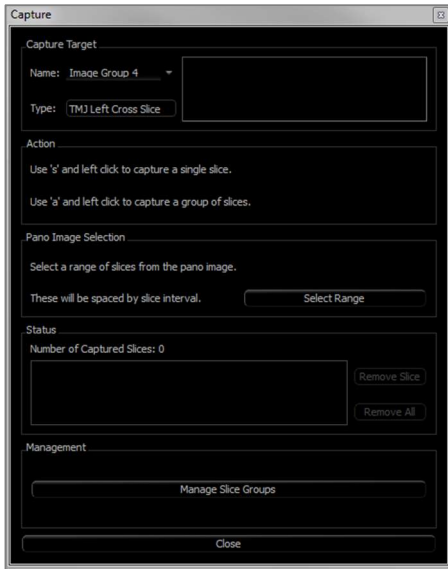 Capture
Capture Target
Name: Image Group 4
Type: TMJ Left Cross Slice
Action
Use 's' and left click to capture a single slice.
Use 'a' and left click to capture a group of slices.
Pano Image Selection
Select a range of slices from the pano image.
These will be spaced by slice interval. Select Range
Status
Number of Captured Slices: 0
Remove Slice
Remove All
Management
Manage Slice Groups
Close